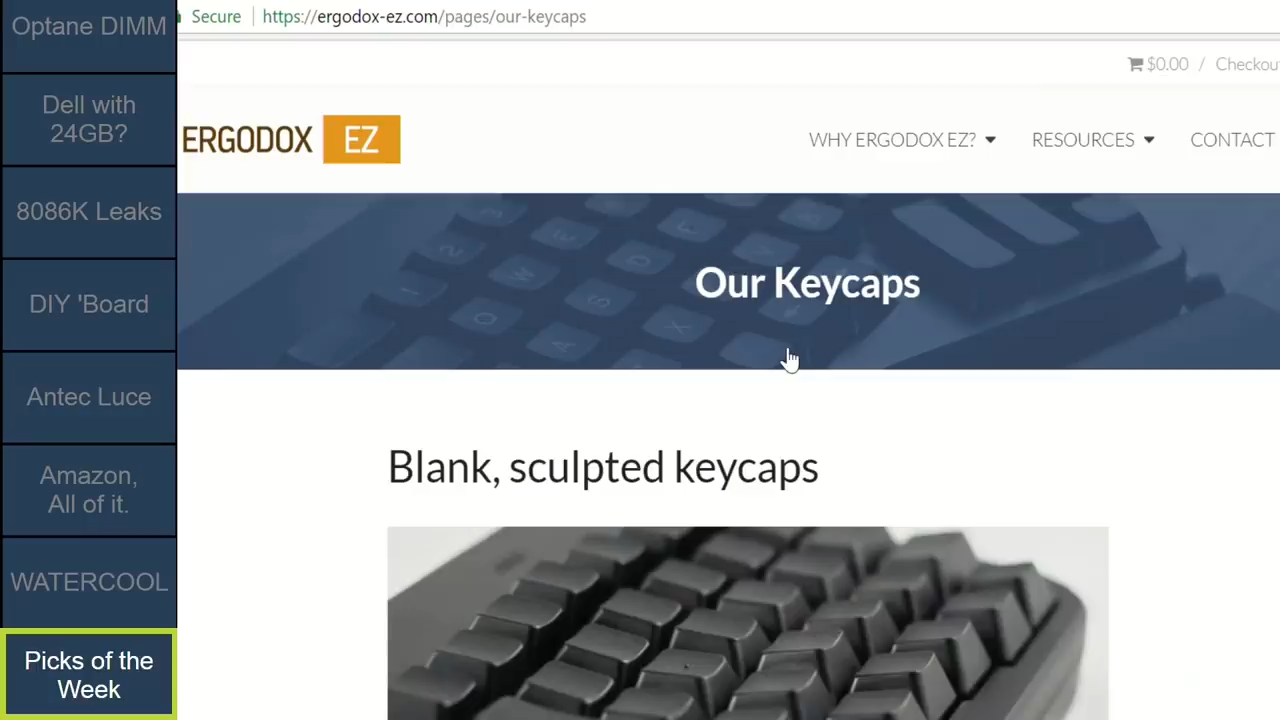 Optane DIMM
Dell with
24GB?
8086K Leaks
DIY 'Board
Antec Luce
Amazon,
All of it.
WATERCOOL
Picks of the
Week
Secure
https://ergodox-ez.com/pages/our-keycaps
$0.00 / Checkou
ERGODOX EZ
WHY ERGODOX EZ?
RESOURCES
CONTACT
Our Keycaps
Blank, sculpted keycaps